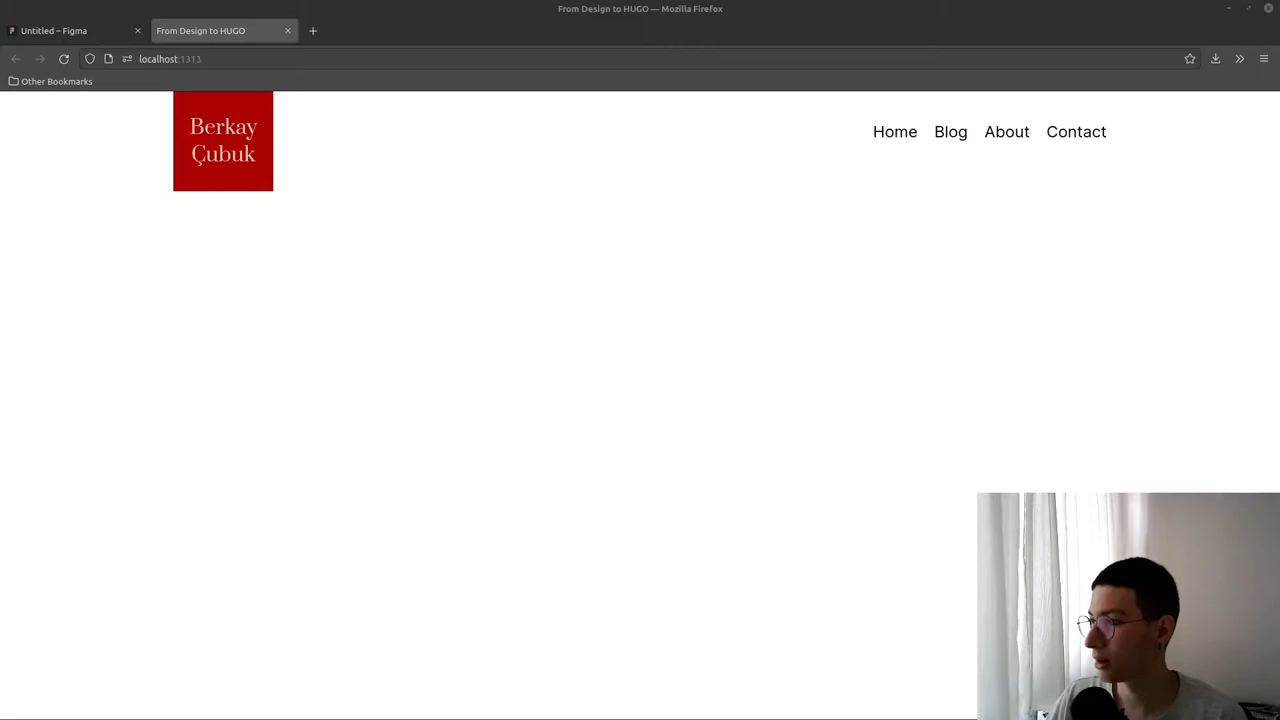 From Design to HUGO — Mozilla Firefox
Untitled – Figma
From Design to HUGO
localhost:1313
Other Bookmarks
Berkay
Çubuk
Home Blog About Contact